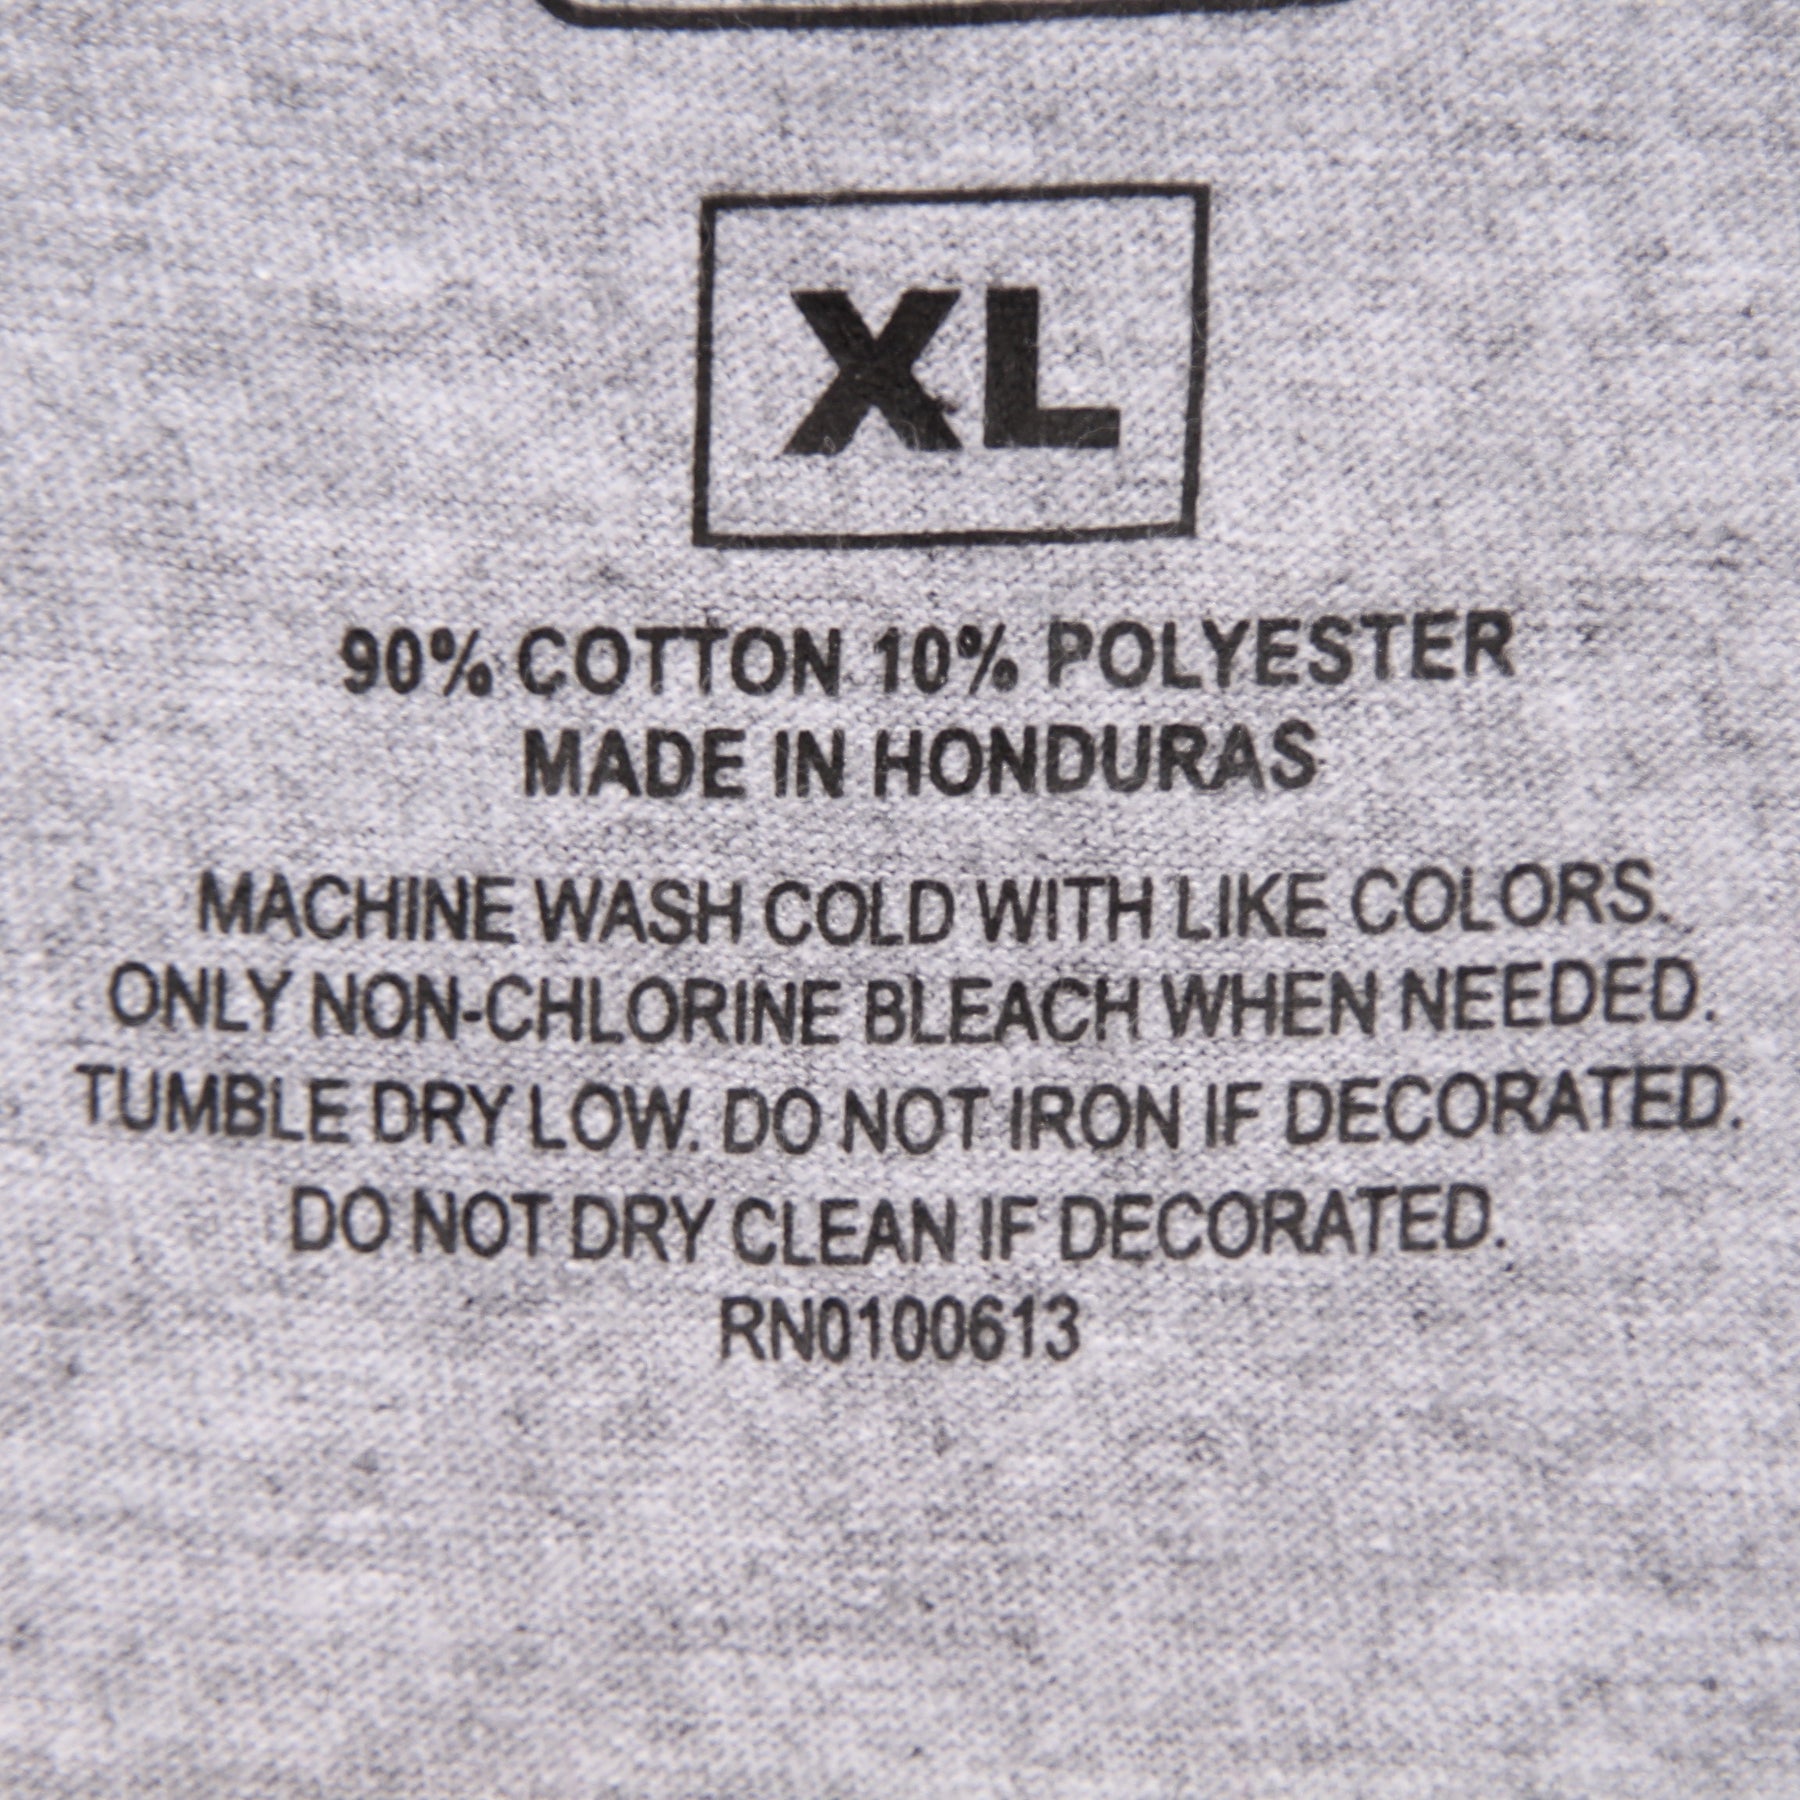 XL
90% COTTON 10% POLYESTER
MADE IN HONDURAS
MACHINE WASH COLD WITH LIKE COLORS.
ONLY NON-CHLORINE BLEACH WHEN NEEDED.
TUMBLE DRY LOW. DO NOT IRON IF DECORATED.
DO NOT DRY CLEAN IF DECORATED.
RN0100613